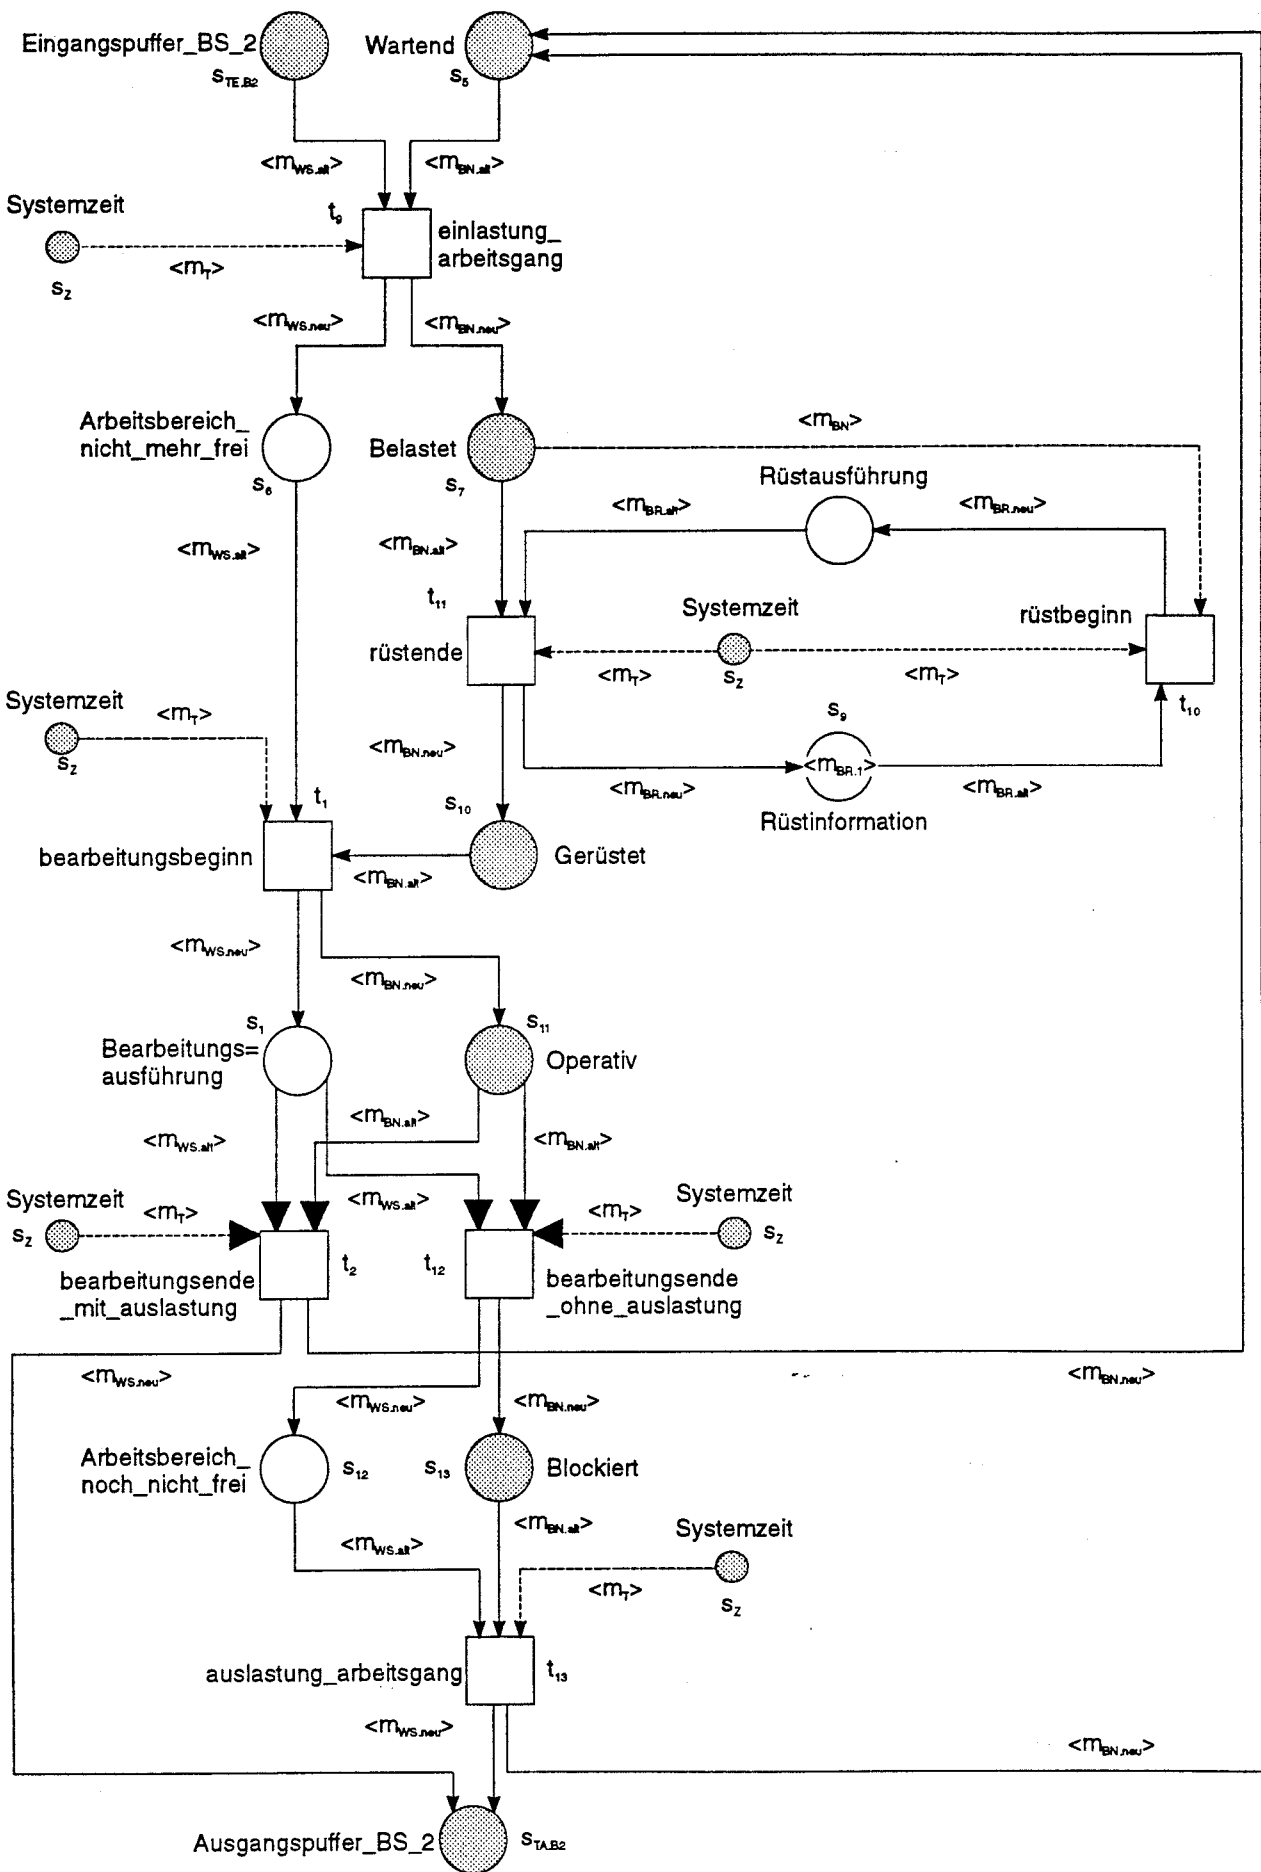 Eingangspuffer_BS_2
s_TE.B2
Wartend
s_5
<m_WS.alt>
<m_BN.alt>
Systemzeit
s_Z
<m_T>
t_9
einlastung_
arbeitsgang
<m_WS.neu>
<m_BN.neu>
Arbeitsbereich_
nicht_mehr_frei
s_6
Belastet
s_7
<m_BN>
Rüstausführung
<m_BR.alt>
<m_BR.neu>
<m_WS.alt>
<m_BN.alt>
t_11
rüstende
Systemzeit
<m_T>
s_Z
<m_T>
rüstbeginn
t_10
Systemzeit
<m_T>
s_Z
<m_BN.neu>
<m_BR.neu>
s_9
<m_BR.1>
Rüstinformation
<m_BR.alt>
t_1
bearbeitungsbeginn
s_10
Gerüstet
<m_BN.alt>
<m_WS.neu>
<m_BN.neu>
s_1
Bearbeitungs=
ausführung
s_11
Operativ
<m_WS.alt>
<m_BN.alt>
<m_BN.alt>
<m_WS.alt>
Systemzeit
s_Z
<m_T>
<m_T>
Systemzeit
s_Z
t_2
bearbeitungsende
_mit_auslastung
t_12
bearbeitungsende
_ohne_auslastung
<m_WS.neu>
<m_WS.neu>
<m_BN.neu>
<m_BN.neu>
Arbeitsbereich_
noch_nicht_frei
s_12
s_13
Blockiert
<m_WS.alt>
<m_BN.alt>
Systemzeit
<m_T>
s_Z
auslastung_arbeitsgang
t_13
<m_WS.neu>
<m_BN.neu>
Ausgangspuffer_BS_2
s_TA.B2